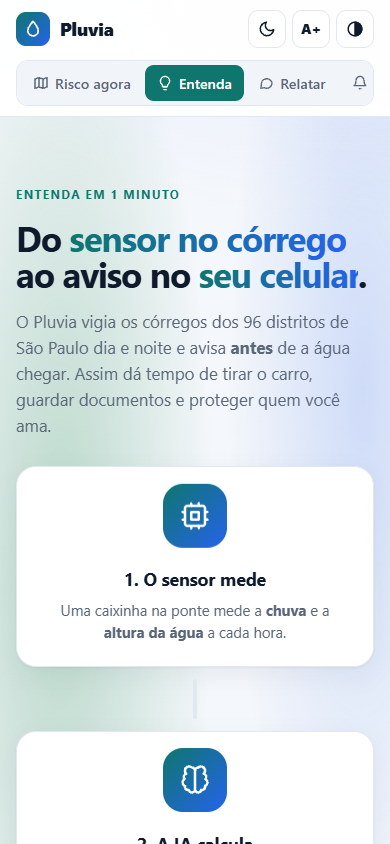 Pluvia
A+
Risco agora
Entenda
Relatar
ENTENDA EM 1 MINUTO
Do sensor no córrego
ao aviso no seu celular.
O Pluvia vigia os córregos dos 96 distritos de
São Paulo dia e noite e avisa antes de a água
chegar. Assim dá tempo de tirar o carro,
guardar documentos e proteger quem você
ama.
1. O sensor mede
Uma caixinha na ponte mede a chuva e a
altura da água a cada hora.
2. A IA calcula